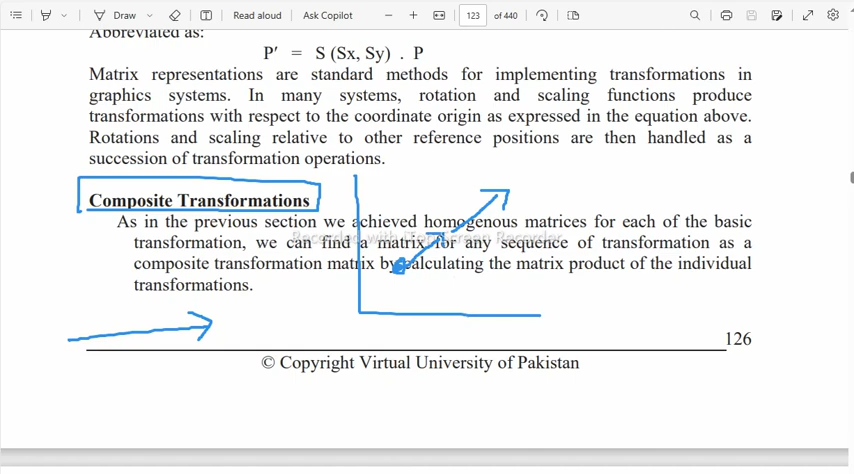 Draw
Read aloud
Ask Copilot
123
of 440
Abbreviated as:
P′ = S (Sx, Sy) . P
Matrix representations are standard methods for implementing transformations in
graphics systems. In many systems, rotation and scaling functions produce
transformations with respect to the coordinate origin as expressed in the equation above.
Rotations and scaling relative to other reference positions are then handled as a
succession of transformation operations.
Composite Transformations
As in the previous section we achieved homogenous matrices for each of the basic
transformation, we can find a matrix for any sequence of transformation as a
composite transformation matrix by calculating the matrix product of the individual
transformations.
126
© Copyright Virtual University of Pakistan